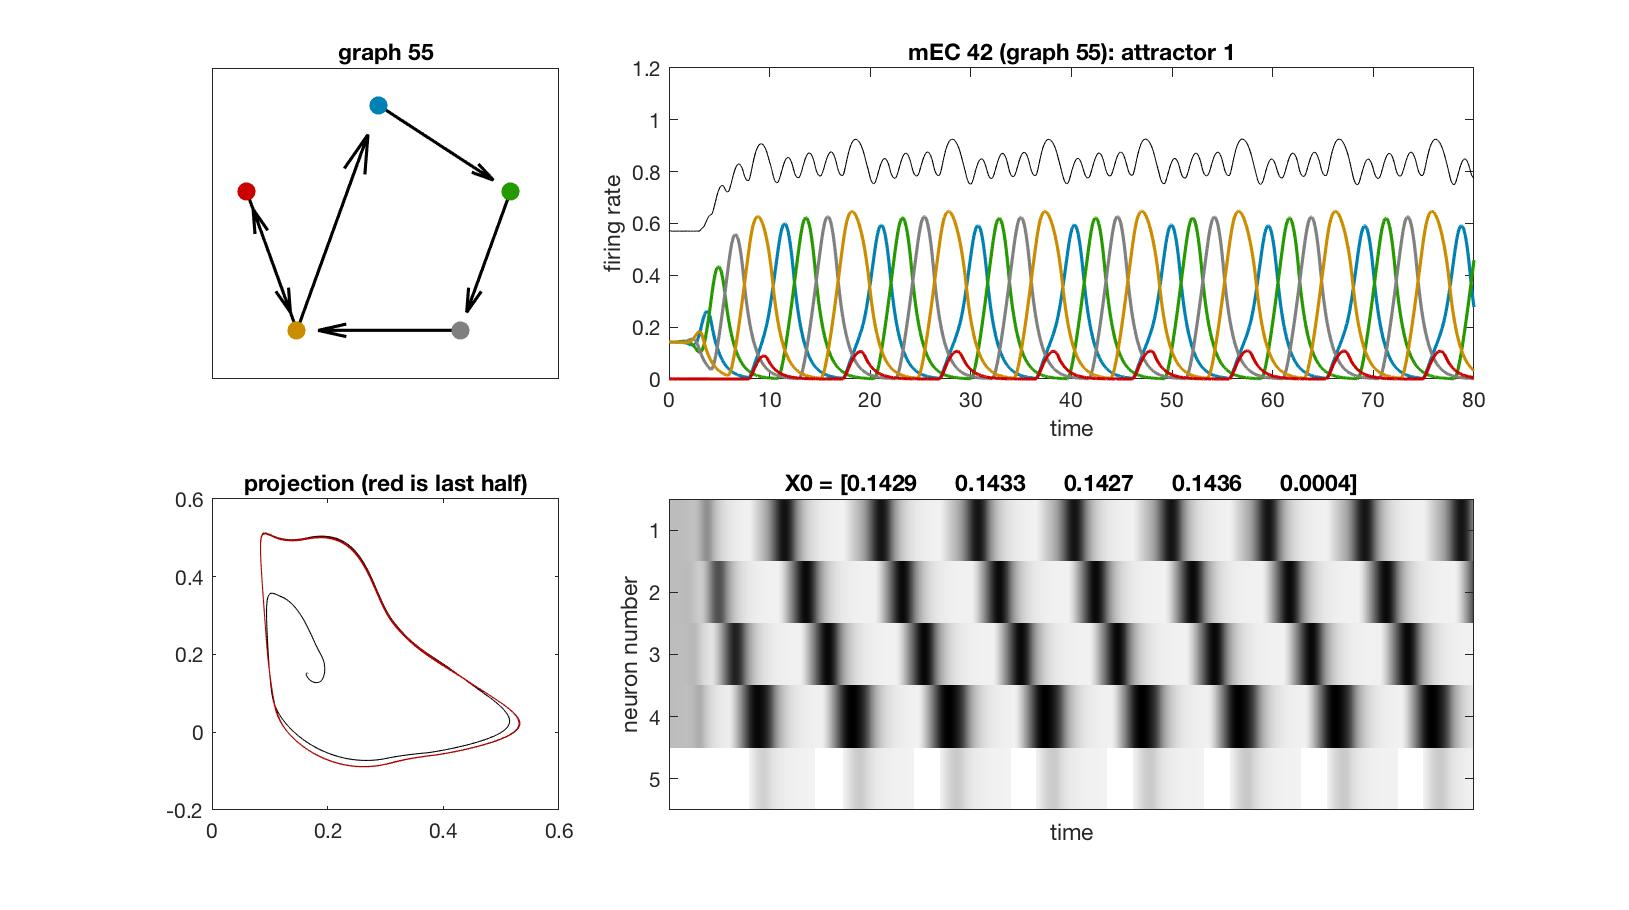 graph 55
mEC 42 (graph 55): attractor 1
1.2
1
0.8
0.6
0.4
0.2
0
firing rate
0 10 20 30 40 50 60 70 80
time
projection (red is last half)
0.6
0.4
0.2
0
-0.2
0 0.2 0.4 0.6
X0 = [0.1429 0.1433 0.1427 0.1436 0.0004]
1
2
3
4
5
neuron number
time